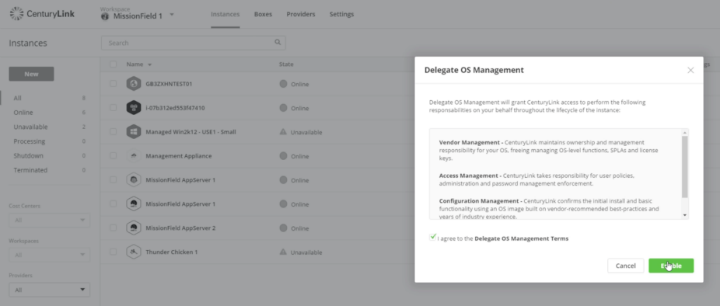 CenturyLink
Workspace
MissionField 1
Instances
Boxes
Providers
Settings
Instances
Search
New
Name
State
All 8
GB3ZXHNTEST01
Online
Online 6
i-07b312ed559f47410
Online
Unavailable 2
Managed Win2k12 - USE1 - Small
Unavailable
Processing 0
Shutdown 0
Management Appliance
Online
Terminated 0
MissionField AppServer 1
Online
Cost Centers
MissionField AppServer 1
Online
All
MissionField AppServer 2
Online
Workspaces
All
Thunder Chicken 1
Unavailable
Providers
All
Delegate OS Management
Delegate OS Management will grant CenturyLink access to perform the following
responsabilities on your behalf throughout the lifecycle of the instance:
Vendor Management - CenturyLink maintains ownership and management
responsibility for your OS, freeing managing OS-level functions, SPLAs and license
keys.
Access Management - CenturyLink takes responsibility for user policies,
administration and password management enforcement.
Configuration Management - CenturyLink confirms the initial install and basic
functionality using an OS image built on vendor-recommended best-practices and
years of industry experience.
I agree to the Delegate OS Management Terms
Cancel
Enable